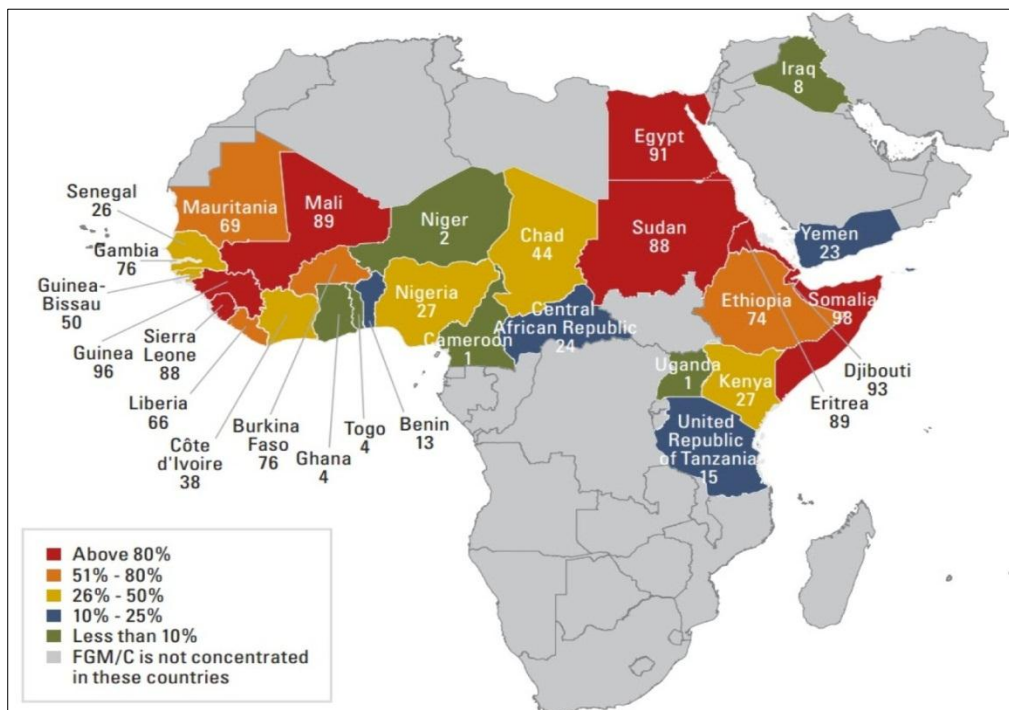 Iraq
8
Egypt
91
Senegal
26
Mauritania
69
Mali
89
Niger
2
Chad
44
Sudan
88
Yemen
23
Gambia
76
Guinea-
Bissau
50
Nigeria
27
Ethiopia
74
Somalia
98
Guinea
96
Sierra
Leone
88
Cameroon
1
Central
African Republic
24
Uganda
1
Kenya
27
Djibouti
93
Eritrea
89
Liberia
66
Côte
d'Ivoire
38
Burkina
Faso
76
Ghana
4
Togo
4
Benin
13
United
Republic
of Tanzania
15
Above 80%
51% - 80%
26% - 50%
10% - 25%
Less than 10%
FGM/C is not concentrated
in these countries